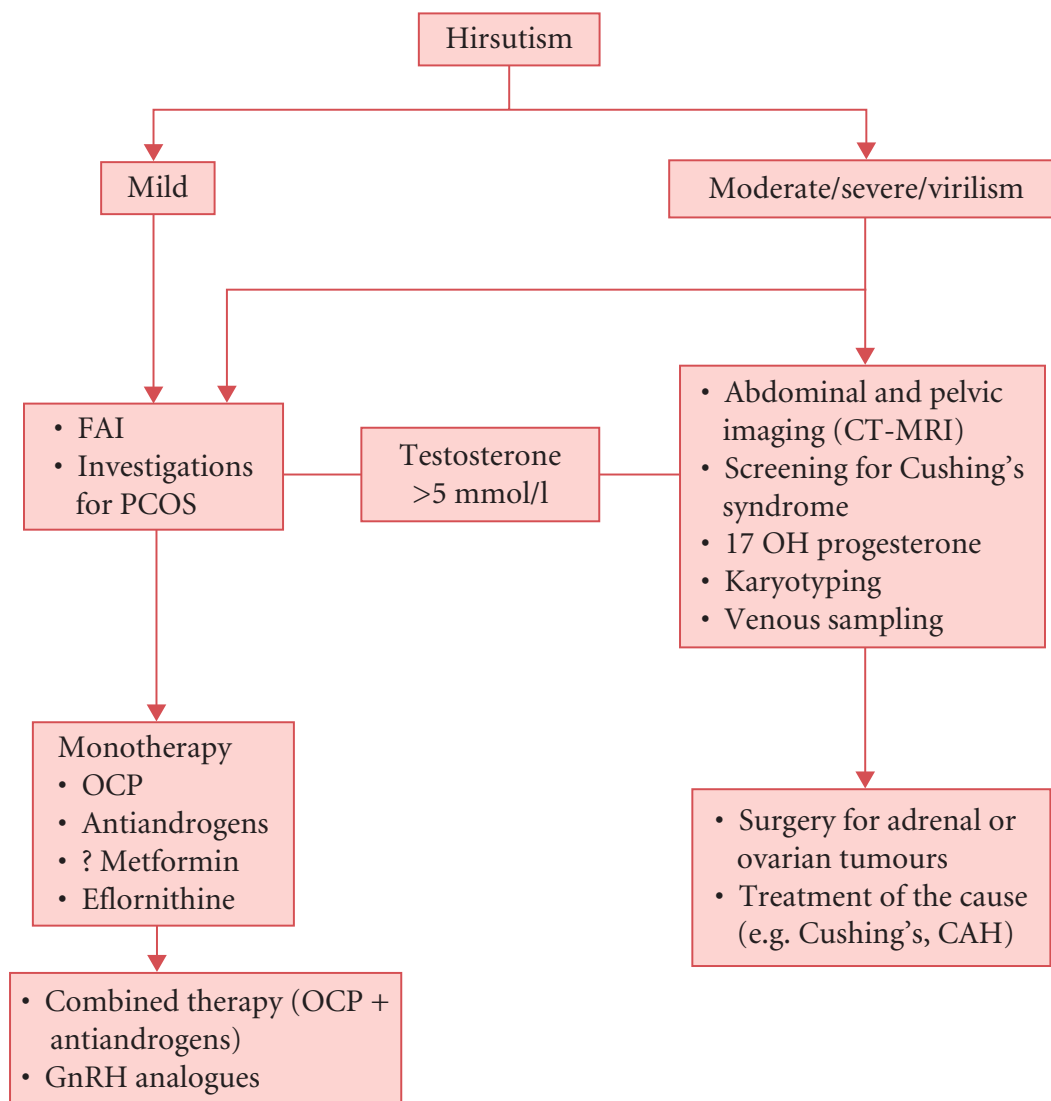 Hirsutism
Mild
Moderate/severe/virilism
• FAI
• Investigations
for PCOS
Testosterone
>5 mmol/l
• Abdominal and pelvic
imaging (CT-MRI)
• Screening for Cushing's
syndrome
• 17 OH progesterone
• Karyotyping
• Venous sampling
Monotherapy
• OCP
• Antiandrogens
• ? Metformin
• Eflornithine
• Surgery for adrenal or
ovarian tumours
• Treatment of the cause
(e.g. Cushing's, CAH)
• Combined therapy (OCP +
antiandrogens)
• GnRH analogues